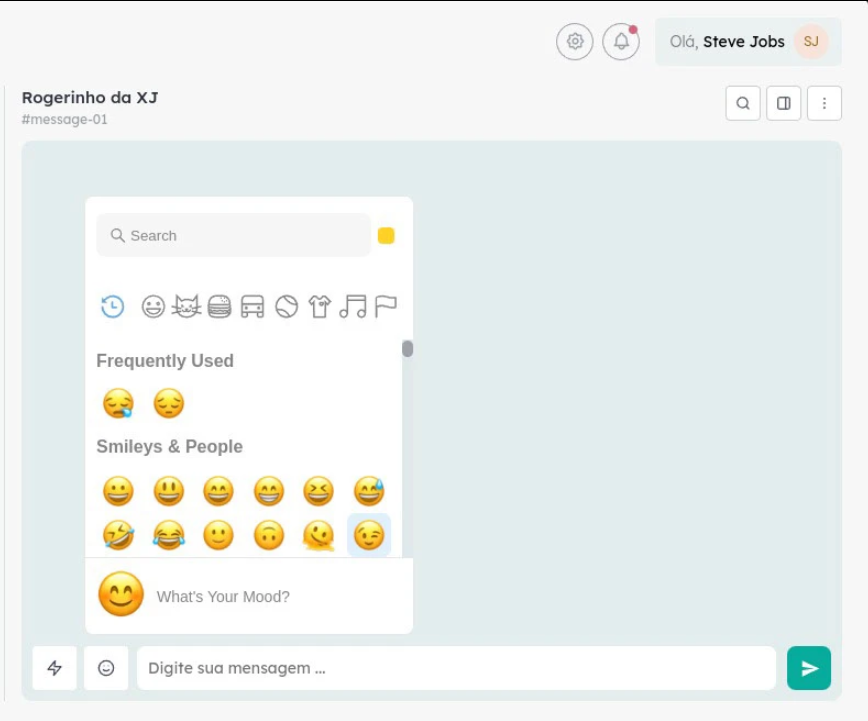 Olá, Steve Jobs SJ
Rogerinho da XJ
#message-01
Search
Frequently Used
Smileys & People
What's Your Mood?
Digite sua mensagem ...